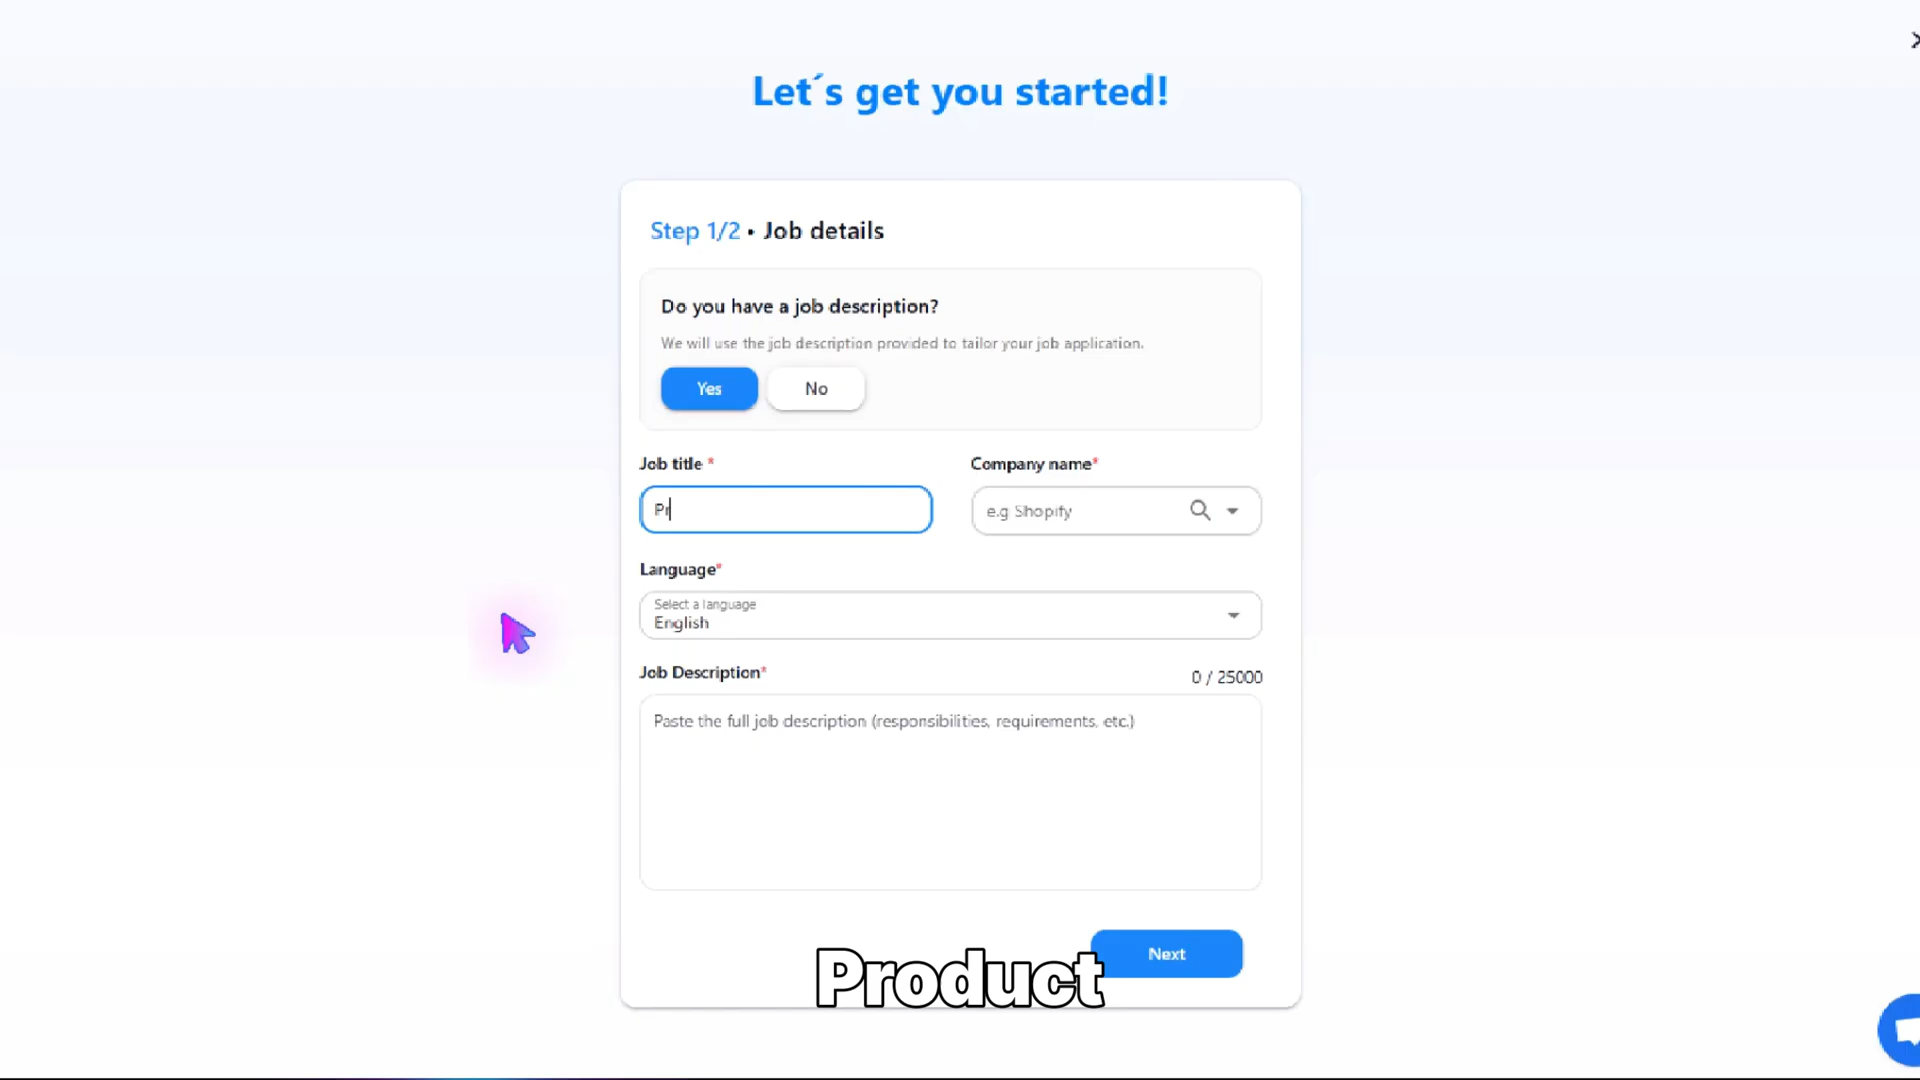 Let´s get you started!
Step 1/2 • Job details
Do you have a job description?
We will use the job description provided to tailor your job application.
Yes
No
Job title *
Company name*
Pr
e.g Shopify
Language*
Select a language
English
Job Description*
0 / 25000
Paste the full job description (responsibilities, requirements, etc.)
Next
Product